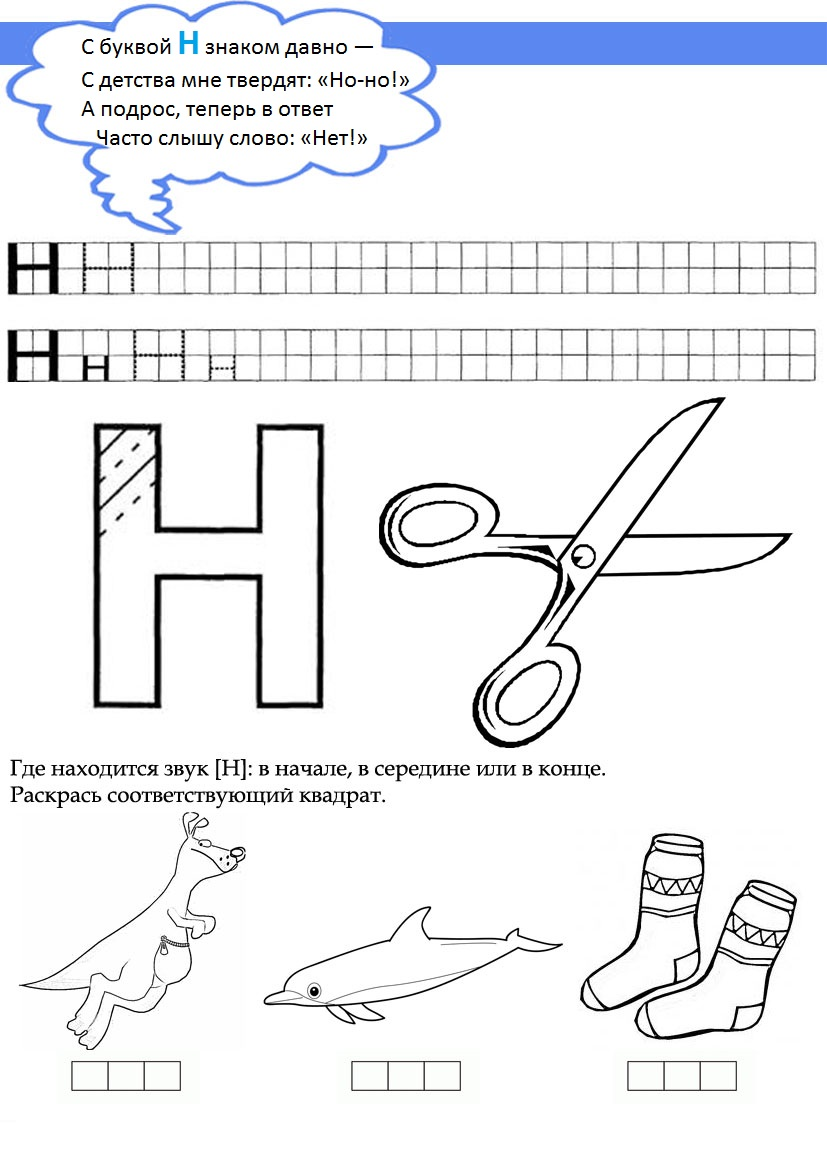 С буквой Н знаком давно —
С детства мне твердят: «Но-но!»
А подрос, теперь в ответ
Часто слышу слово: «Нет!»
Н Н
Н н Н н
Н
Где находится звук [Н]: в начале, в середине или в конце.
Раскрась соответствующий квадрат.